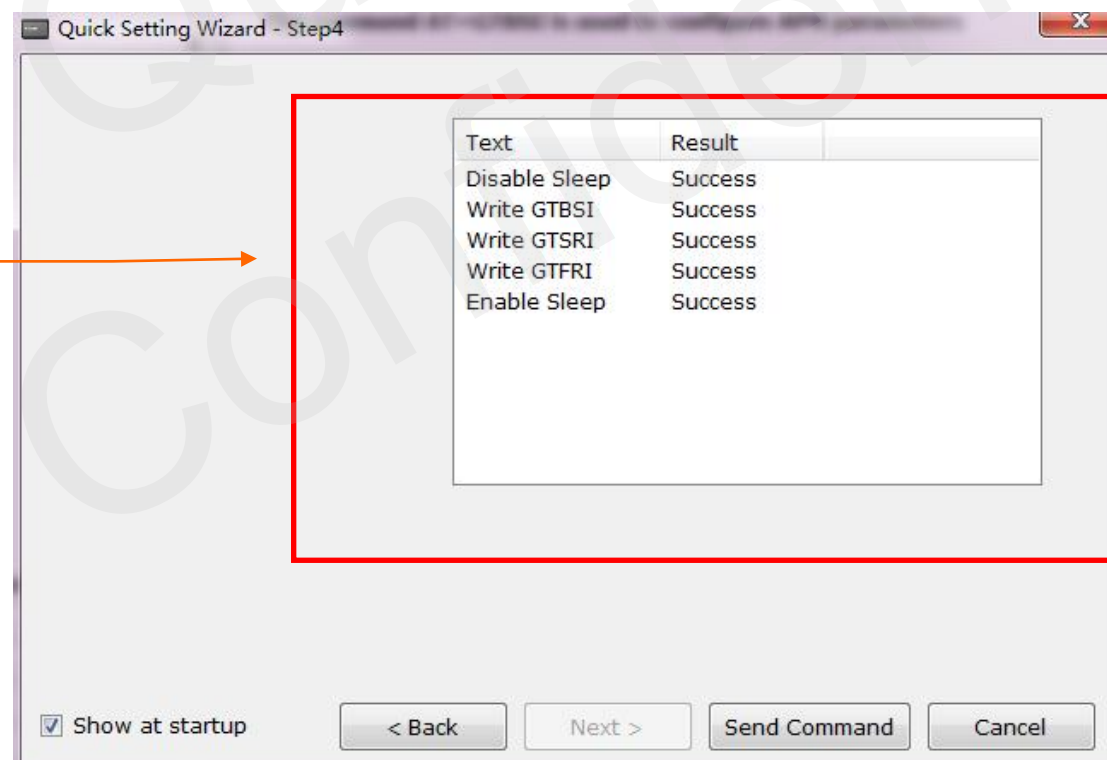 Quick Setting Wizard - Step4
Text Result
Disable Sleep Success
Write GTBSI Success
Write GTSRI Success
Write GTFRI Success
Enable Sleep Success
Show at startup < Back Next > Send Command Cancel